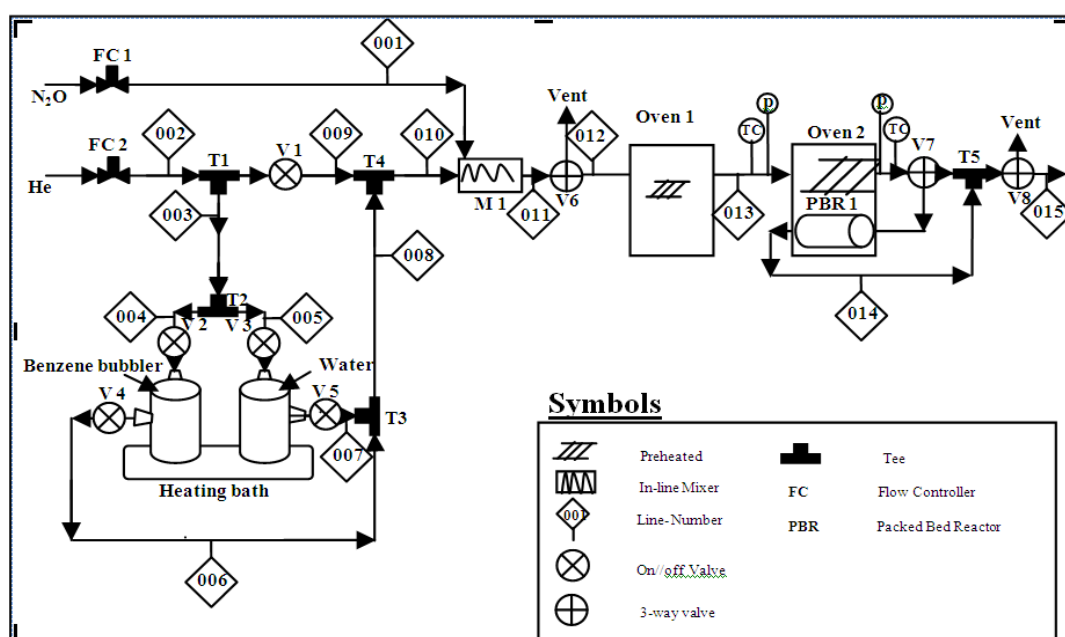 001
FC 1
N₂O
Vent
012
Oven 1
p
TC
p
TC
Oven 2
V7
Vent
FC 2
002
009
010
V 1
T1
T4
T5
He
M 1
V6
PBR 1
V8
003
011
013
015
008
014
T2
004
V 2
V 3
005
Benzene bubbler
Water
V 4
V 5
T3
007
Heating bath
006
Symbols
Preheated
Tee
In-line Mixer
FC
Flow Controller
001
Line-Number
PBR
Packed Bed Reactor
On//off Valve
3-way valve